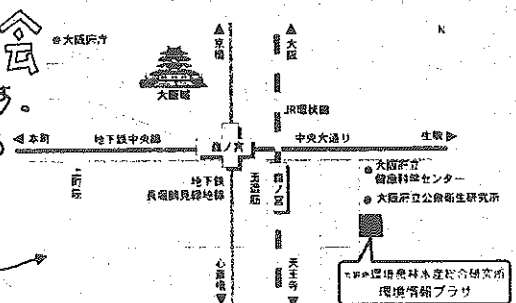 会
す。
大阪府庁
大阪城
京橋
大阪
N
JR環状線
本町
地下鉄中央線
森ノ宮
中央大通り
生駒
地下鉄
長堀鶴見緑地線
玉造筋
森ノ宮
大阪府立
健康科学センター
大阪府立公衆衛生研究所
心斎橋
天王寺
環境農林水産総合研究所
環境情報プラザ